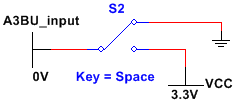 S2
A3BU_input
0V
Key = Space
VCC
3.3V